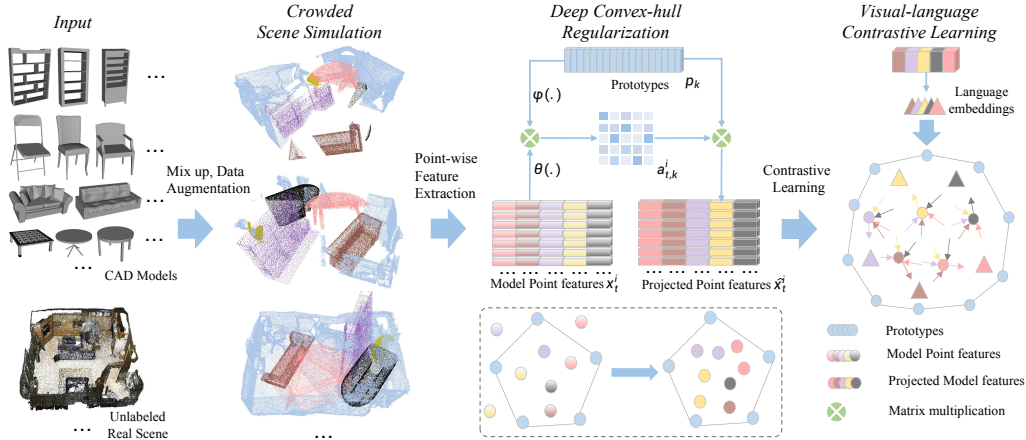 Input
Crowded
Scene Simulation
Deep Convex-hull
Regularization
Visual-language
Contrastive Learning
...
...
...
...
...
CAD Models
Mix up, Data
Augmentation
Unlabeled
Real Scene
...
...
Point-wise
Feature
Extraction
Prototypes
p_k
φ(.)
θ(.)
a^i_{t,k}
... ... ... ... ...
... ... ... ... ...
Model Point features x^i_t
Projected Point features x̂^i_t
Contrastive
Learning
Language
embeddings
Prototypes
Model Point features
Projected Model features
Matrix multiplication